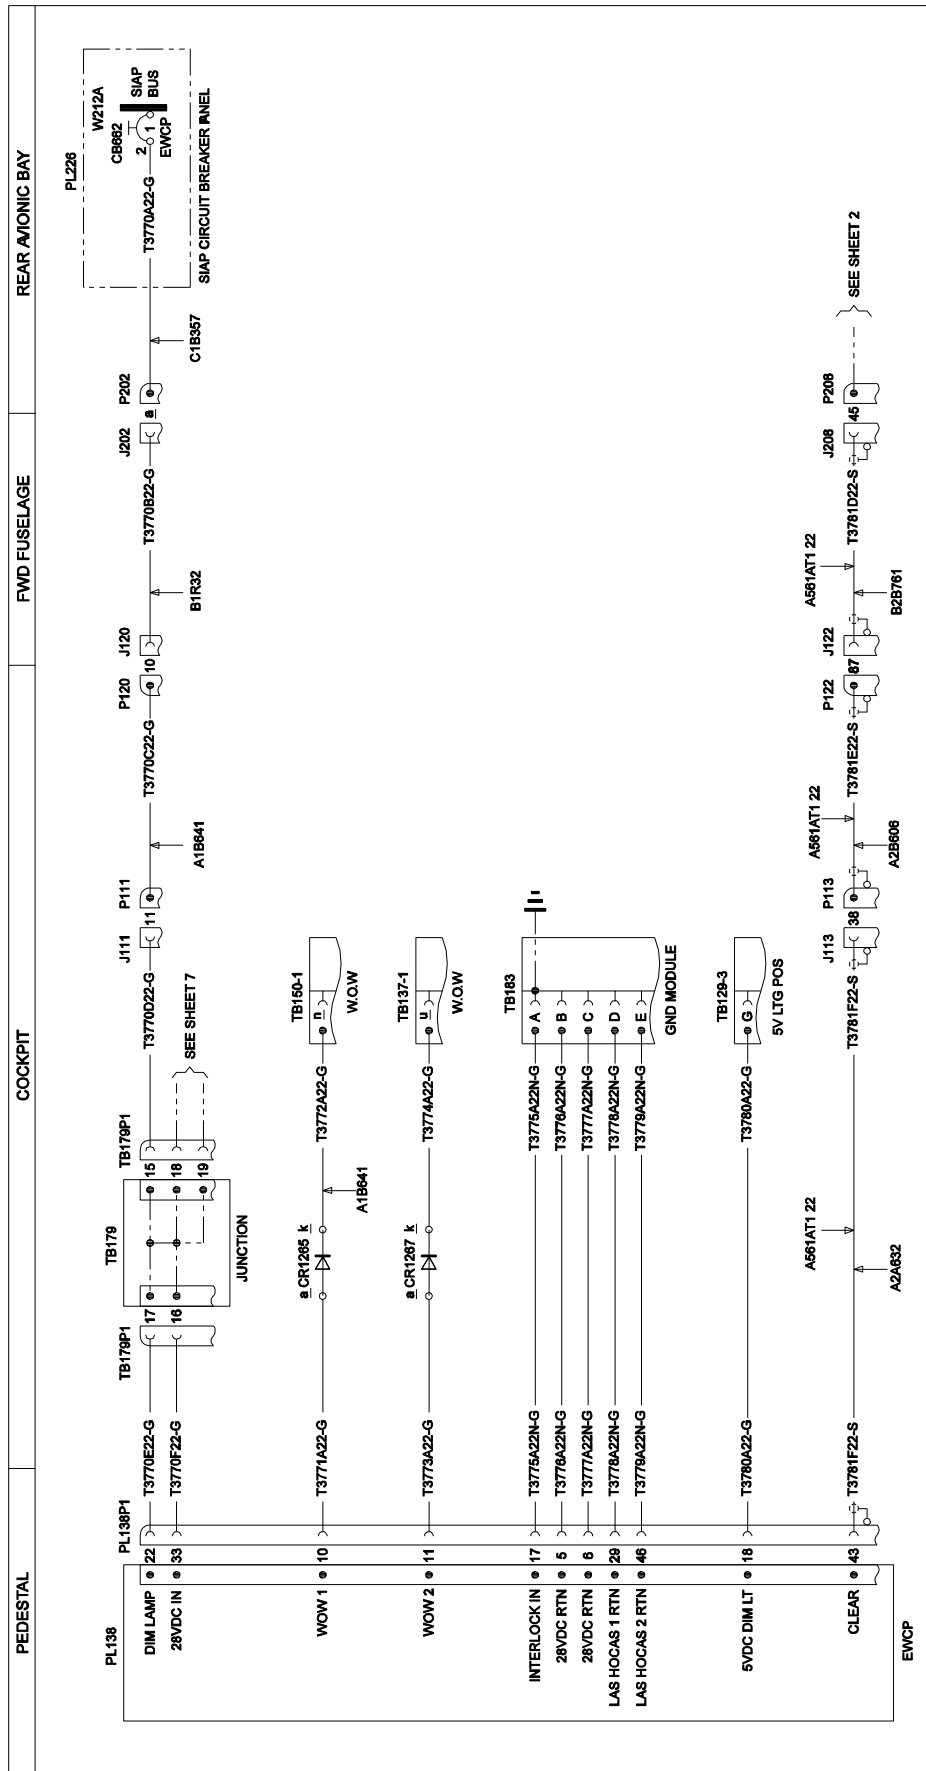 PEDESTAL
COCKPIT
FWD FUSELAGE
REAR AVIONIC BAY
PL138
PL138P1
DIM LAMP 22 T3770E22-G
28VDC IN 33 T3770F22-G
TB179P1
17
16
TB179
JUNCTION
TB179P1
15
18
19
SEE SHEET 7
T3770D22-G
J111
11
P111
A1B641
T3770C22-G
P120
10
J120
B1R32
T3770B22-G
J202
a
P202
C1B357
PL226
T3770A22-G
W212A
CB662
2
1
EWCP
SIAP
BUS
SIAP CIRCUIT BREAKER PANEL
WOW 1 10 T3771A22-G
a CR1265 k
A1B641
T3772A22-G
TB150-1
n
W.O.W
WOW 2 11 T3773A22-G
a CR1267 k
T3774A22-G
TB137-1
u
W.O.W
TB183
INTERLOCK IN 17 T3775A22N-G T3775A22N-G A
28VDC RTN 5 T3776A22N-G T3776A22N-G B
28VDC RTN 6 T3777A22N-G T3777A22N-G C
LAS HOCAS 1 RTN 29 T3778A22N-G T3778A22N-G D
LAS HOCAS 2 RTN 46 T3779A22N-G T3779A22N-G E
GND MODULE
TB129-3
5VDC DIM LT 18 T3780A22-G T3780A22-G G
5V LTG POS
CLEAR 43 T3781F22-S
A561AT1 22
A2A632
T3781F22-S
J113
38
P113
A561AT1 22
A2B606
T3781E22-S
P122
87
J122
A561AT1 22
B2B761
T3781D22-S
J208
45
P208
SEE SHEET 2
EWCP